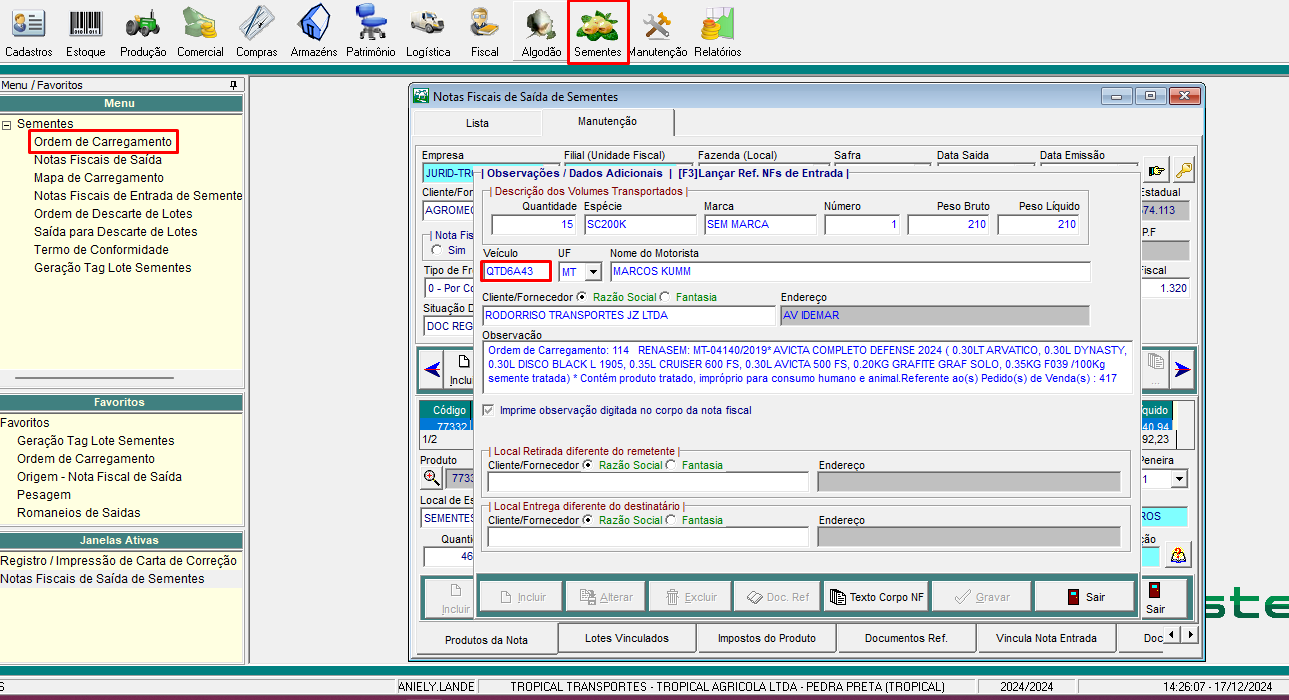 Cadastros Estoque Produção Comercial Compras Armazéns Patrimônio Logística Fiscal Algodão Sementes Manutenção Relatórios
Menu / Favoritos
Menu
Sementes
Ordem de Carregamento
Notas Fiscais de Saída
Mapa de Carregamento
Notas Fiscais de Entrada de Semente
Ordem de Descarte de Lotes
Saída para Descarte de Lotes
Termo de Conformidade
Geração Tag Lote Sementes
Favoritos
Favoritos
Geração Tag Lote Sementes
Ordem de Carregamento
Origem - Nota Fiscal de Saída
Pesagem
Romaneios de Saidas
Janelas Ativas
Registro / Impressão de Carta de Correção
Notas Fiscais de Saída de Sementes
Notas Fiscais de Saída de Sementes
Lista Manutenção
Empresa Filial (Unidade Fiscal) Fazenda (Local) Safra Data Saida Data Emissão
JURID-TR
| Observações / Dados Adicionais | [F3]Lançar Ref. NFs de Entrada |
Cliente/For Estadual
| Descrição dos Volumes Transportados |
Quantidade Espécie Marca Número Peso Bruto Peso Líquido
AGROMEC 74.113
15 SC200K SEM MARCA 1 210 210
| Nota Fis P.F
Sim
Veículo UF Nome do Motorista
Tipo de Fr Fiscal
QTD6A43 MT MARCOS KUMM
0 - Por Co 1.320
Cliente/Fornecedor Razão Social Fantasia Endereço
Situação D
RODORRISO TRANSPORTES JZ LTDA AV IDEMAR
DOC REG
Observação
Ordem de Carregamento: 114 RENASEM: MT-04140/2019* AVICTA COMPLETO DEFENSE 2024 ( 0.30LT ARVATICO, 0.30L DYNASTY,
0.30L DISCO BLACK L 1905, 0.35L CRUISER 600 FS, 0.30L AVICTA 500 FS, 0.20KG GRAFITE GRAF SOLO, 0.35KG F039 /100Kg
semente tratada) * Contém produto tratado, impróprio para consumo humano e animal.Referente ao(s) Pedido(s) de Venda(s) : 417
Inclui ...
Imprime observação digitada no corpo da nota fiscal
Código quido
77332 40,94
1/2 92,23
| Local Retirada diferente do remetente |
Produto Peneira
Cliente/Fornecedor Razão Social Fantasia Endereço
7733 1
Local de Es
| Local Entrega diferente do destinatário |
SEMENTES ROS
Cliente/Fornecedor Razão Social Fantasia Endereço
Quanti ção
46
Incluir Alterar Excluir Doc. Ref Texto Corpo NF Gravar Sair
Incluir Sair
Produtos da Nota Lotes Vinculados Impostos do Produto Documentos Ref. Vincula Nota Entrada Doc
ste
S ANIELY.LANDE TROPICAL TRANSPORTES - TROPICAL AGRICOLA LTDA - PEDRA PRETA (TROPICAL) 2024/2024 14:26:07 - 17/12/2024